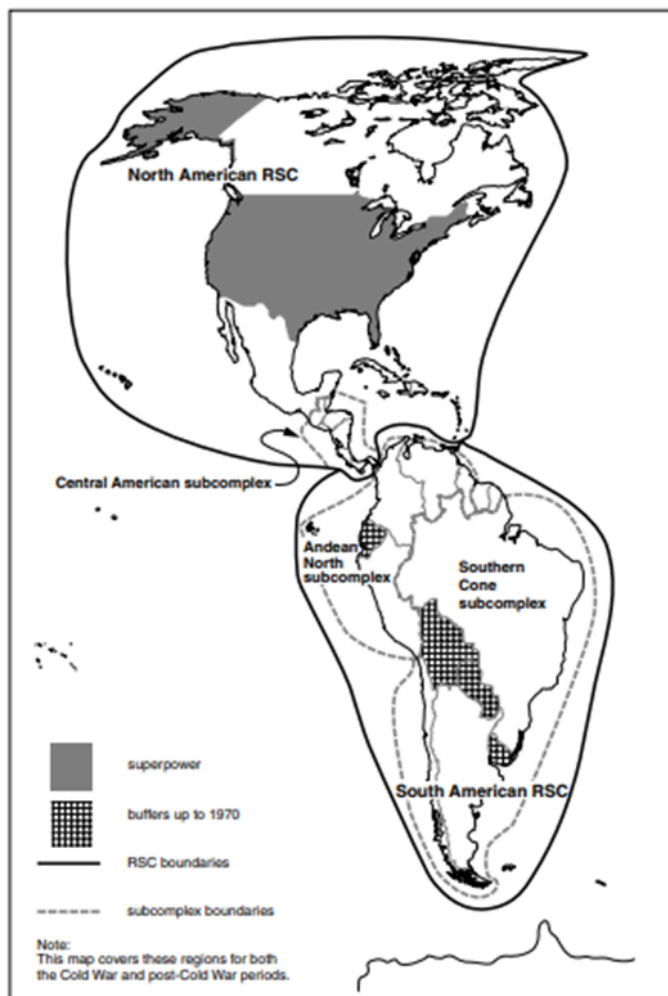 North American RSC
Central American subcomplex
Andean
North
subcomplex
Southern
Cone
subcomplex
South American RSC
superpower
buffers up to 1970
RSC boundaries
subcomplex boundaries
Note:
This map covers these regions for both
the Cold War and post-Cold War periods.